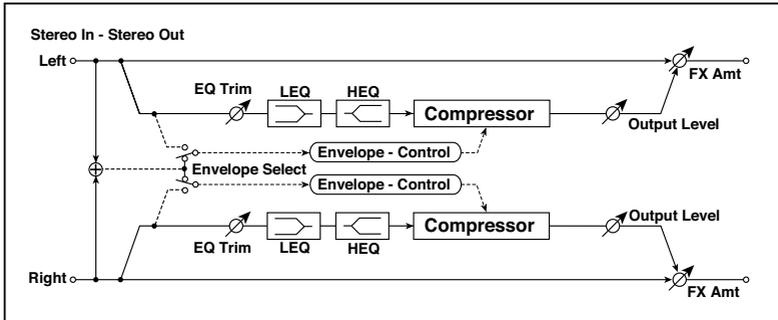 Stereo In - Stereo Out
Left
FX Amt
EQ Trim
LEQ
HEQ
Compressor
Output Level
Envelope - Control
Envelope Select
Envelope - Control
Output Level
Compressor
EQ Trim
LEQ
HEQ
Right
FX Amt